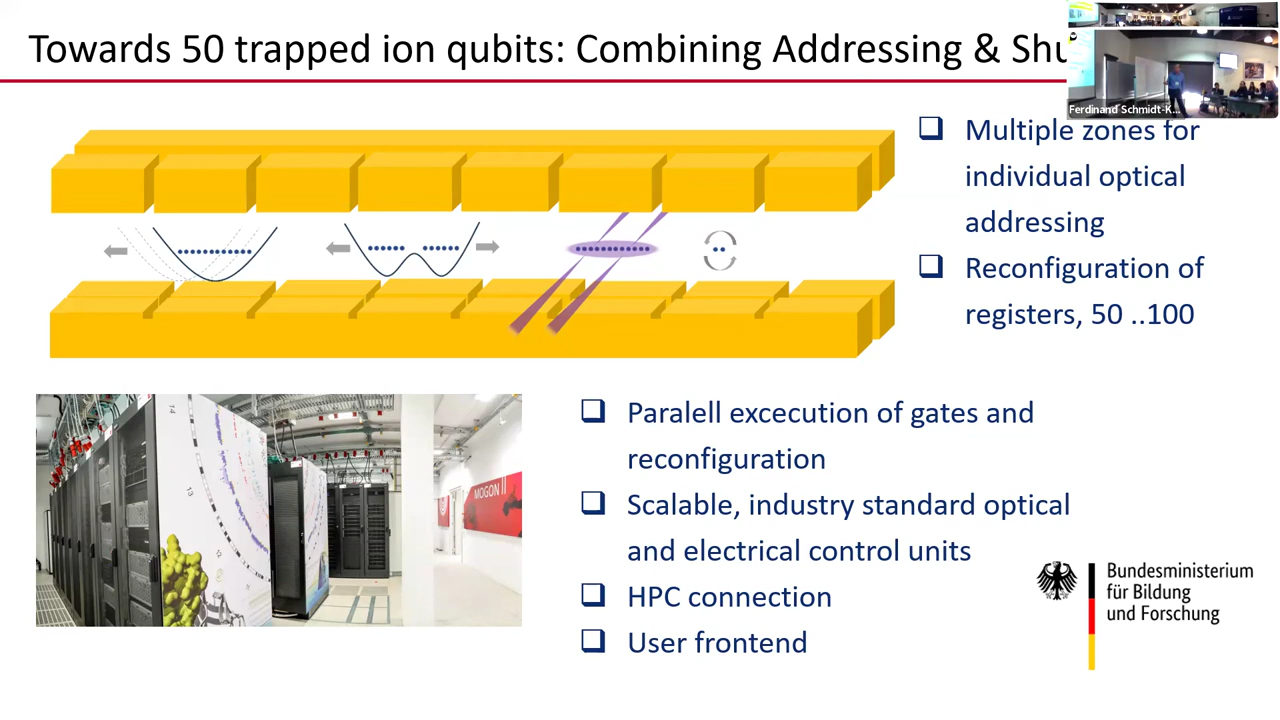 Towards 50 trapped ion qubits: Combining Addressing & Shu
Ferdinand Schmidt-K...
Multiple zones for
individual optical
addressing
Reconfiguration of
registers, 50 ..100
Paralell excecution of gates and
reconfiguration
Scalable, industry standard optical
and electrical control units
HPC connection
User frontend
14
13
MOGON II
Bundesministerium
für Bildung
und Forschung